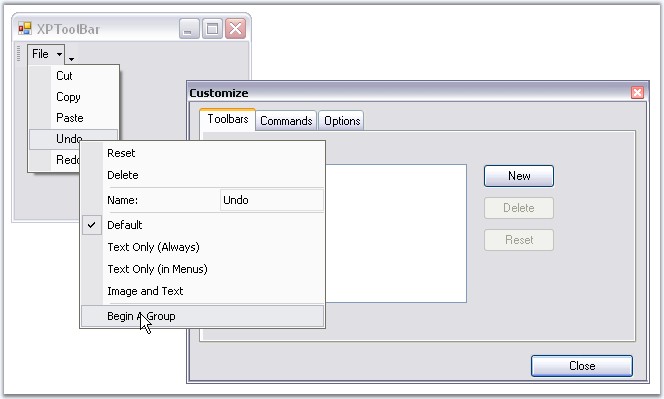 XPToolBar
File
Cut
Copy
Paste
Undo
Redo
Reset
Delete
Name: Undo
Default
Text Only (Always)
Text Only (in Menus)
Image and Text
Begin A Group
Customize
Toolbars Commands Options
New
Delete
Reset
Close